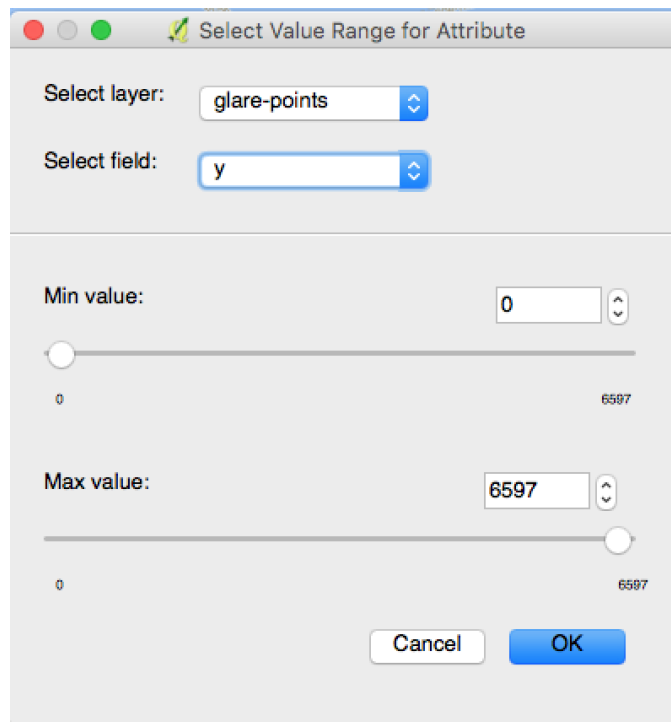 Select Value Range for Attribute
Select layer: glare-points
Select field: y
Min value: 0
0 6597
Max value: 6597
0 6597
Cancel OK